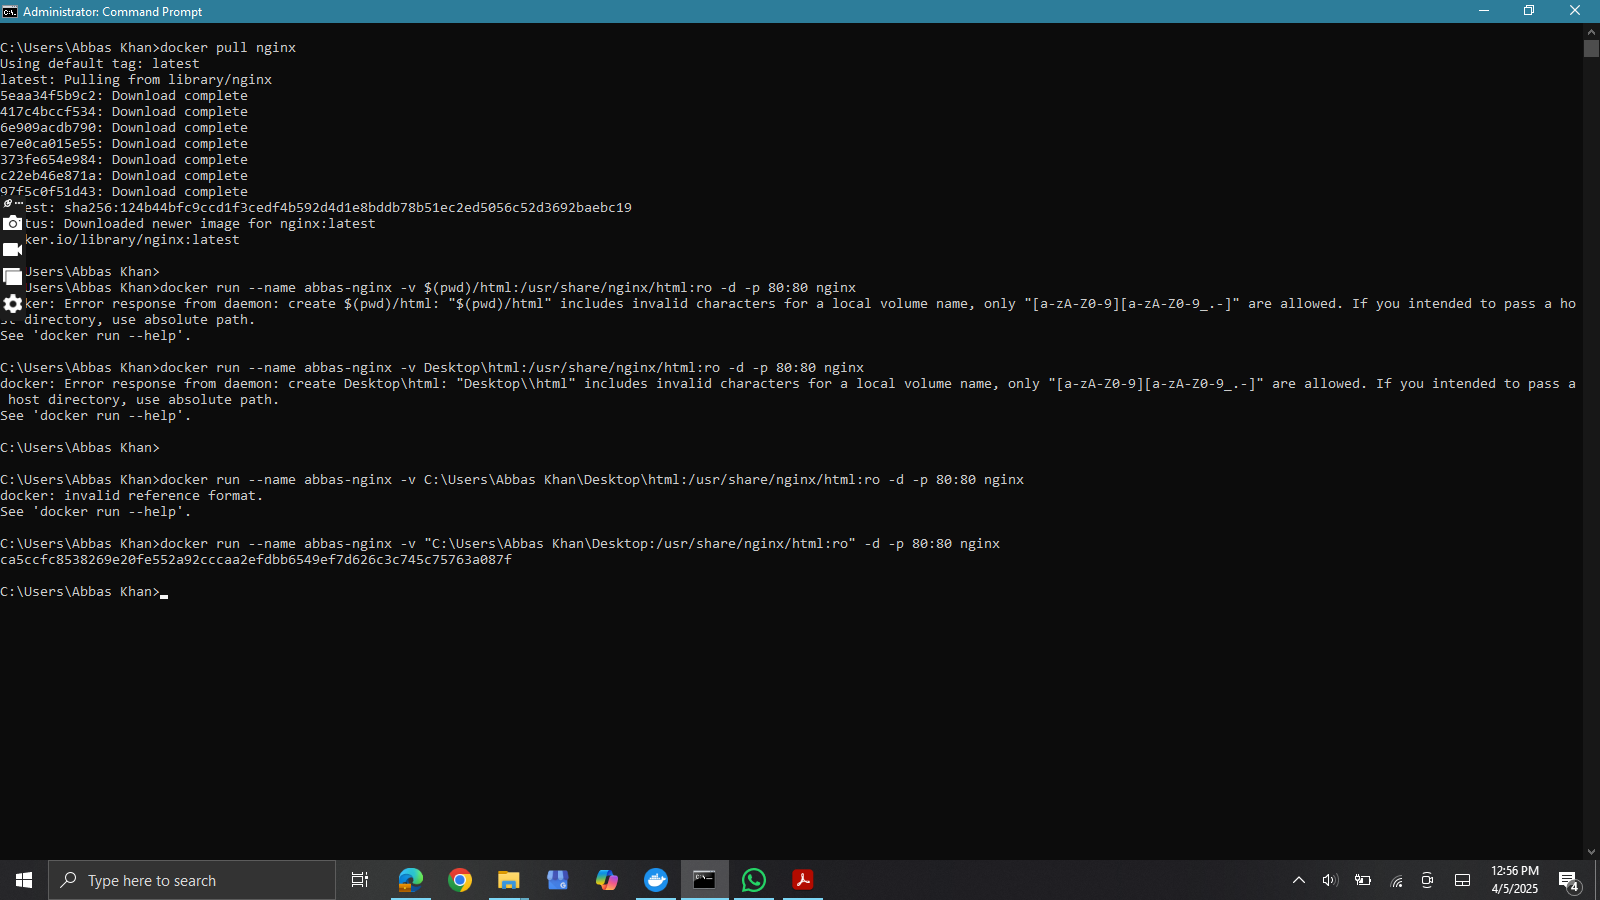 Administrator: Command Prompt
C:\Users\Abbas Khan>docker pull nginx
Using default tag: latest
latest: Pulling from library/nginx
5eaa34f5b9c2: Download complete
417c4bccf534: Download complete
6e909acdb790: Download complete
e7e0ca015e55: Download complete
373fe654e984: Download complete
c22eb46e871a: Download complete
97f5c0f51d43: Download complete
est: sha256:124b44bfc9ccd1f3cedf4b592d4d1e8bddb78b51ec2ed5056c52d3692baebc19
tus: Downloaded newer image for nginx:latest
ker.io/library/nginx:latest
Users\Abbas Khan>
Users\Abbas Khan>docker run --name abbas-nginx -v $(pwd)/html:/usr/share/nginx/html:ro -d -p 80:80 nginx
ker: Error response from daemon: create $(pwd)/html: "$(pwd)/html" includes invalid characters for a local volume name, only "[a-zA-Z0-9][a-zA-Z0-9_.-]" are allowed. If you intended to pass a ho
st directory, use absolute path.
See 'docker run --help'.
C:\Users\Abbas Khan>docker run --name abbas-nginx -v Desktop\html:/usr/share/nginx/html:ro -d -p 80:80 nginx
docker: Error response from daemon: create Desktop\html: "Desktop\\html" includes invalid characters for a local volume name, only "[a-zA-Z0-9][a-zA-Z0-9_.-]" are allowed. If you intended to pass a
host directory, use absolute path.
See 'docker run --help'.
C:\Users\Abbas Khan>
C:\Users\Abbas Khan>docker run --name abbas-nginx -v C:\Users\Abbas Khan\Desktop\html:/usr/share/nginx/html:ro -d -p 80:80 nginx
docker: invalid reference format.
See 'docker run --help'.
C:\Users\Abbas Khan>docker run --name abbas-nginx -v "C:\Users\Abbas Khan\Desktop:/usr/share/nginx/html:ro" -d -p 80:80 nginx
ca5ccfc8538269e20fe552a92cccaa2efdbb6549ef7d626c3c745c75763a087f
C:\Users\Abbas Khan>
Type here to search
12:56 PM
4/5/2025
4